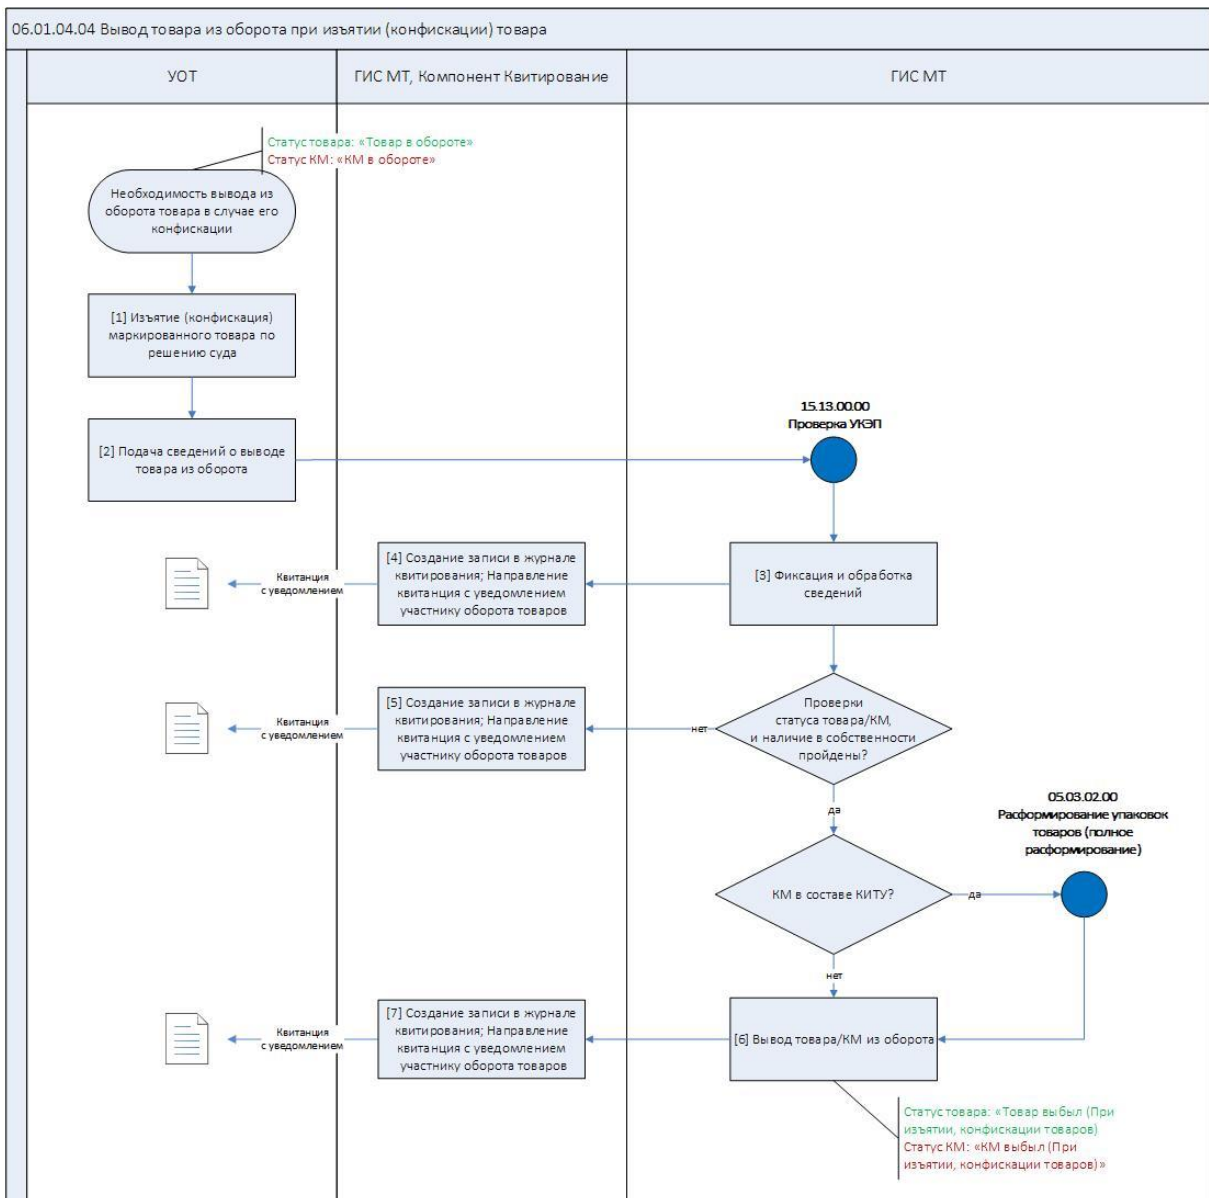 06.01.04.04 Вывод товара из оборота при изъятии (конфискации) товара
УОТ
ГИС МТ, Компонент Квитирование
ГИС МТ
Статус товара: «Товар в обороте»
Статус КМ: «КМ в обороте»
Необходимость вывода из
оборота товара в случае его
конфискации
[1] Изъятие (конфискация)
маркированного товара по
решению суда
[2] Подача сведений о выводе
товара из оборота
15.13.00.00
Проверка УКЭП
[3] Фиксация и обработка
сведений
[4] Создание записи в журнале
квитирования; Направление
квитанция с уведомлением
участнику оборота товаров
Квитанция
с уведомлением
Проверки
статуса товара/КМ,
и наличие в собственности
пройдены?
нет
[5] Создание записи в журнале
квитирования; Направление
квитанция с уведомлением
участнику оборота товаров
Квитанция
с уведомлением
да
05.03.02.00
Расформирование упаковок
товаров (полное
расформирование)
КМ в составе КИТУ?
да
нет
[6] Вывод товара/КМ из оборота
[7] Создание записи в журнале
квитирования; Направление
квитанция с уведомлением
участнику оборота товаров
Квитанция
с уведомлением
Статус товара: «Товар выбыл (При
изъятии, конфискации товаров)
Статус КМ: «КМ выбыл (При
изъятии, конфискации товаров)»